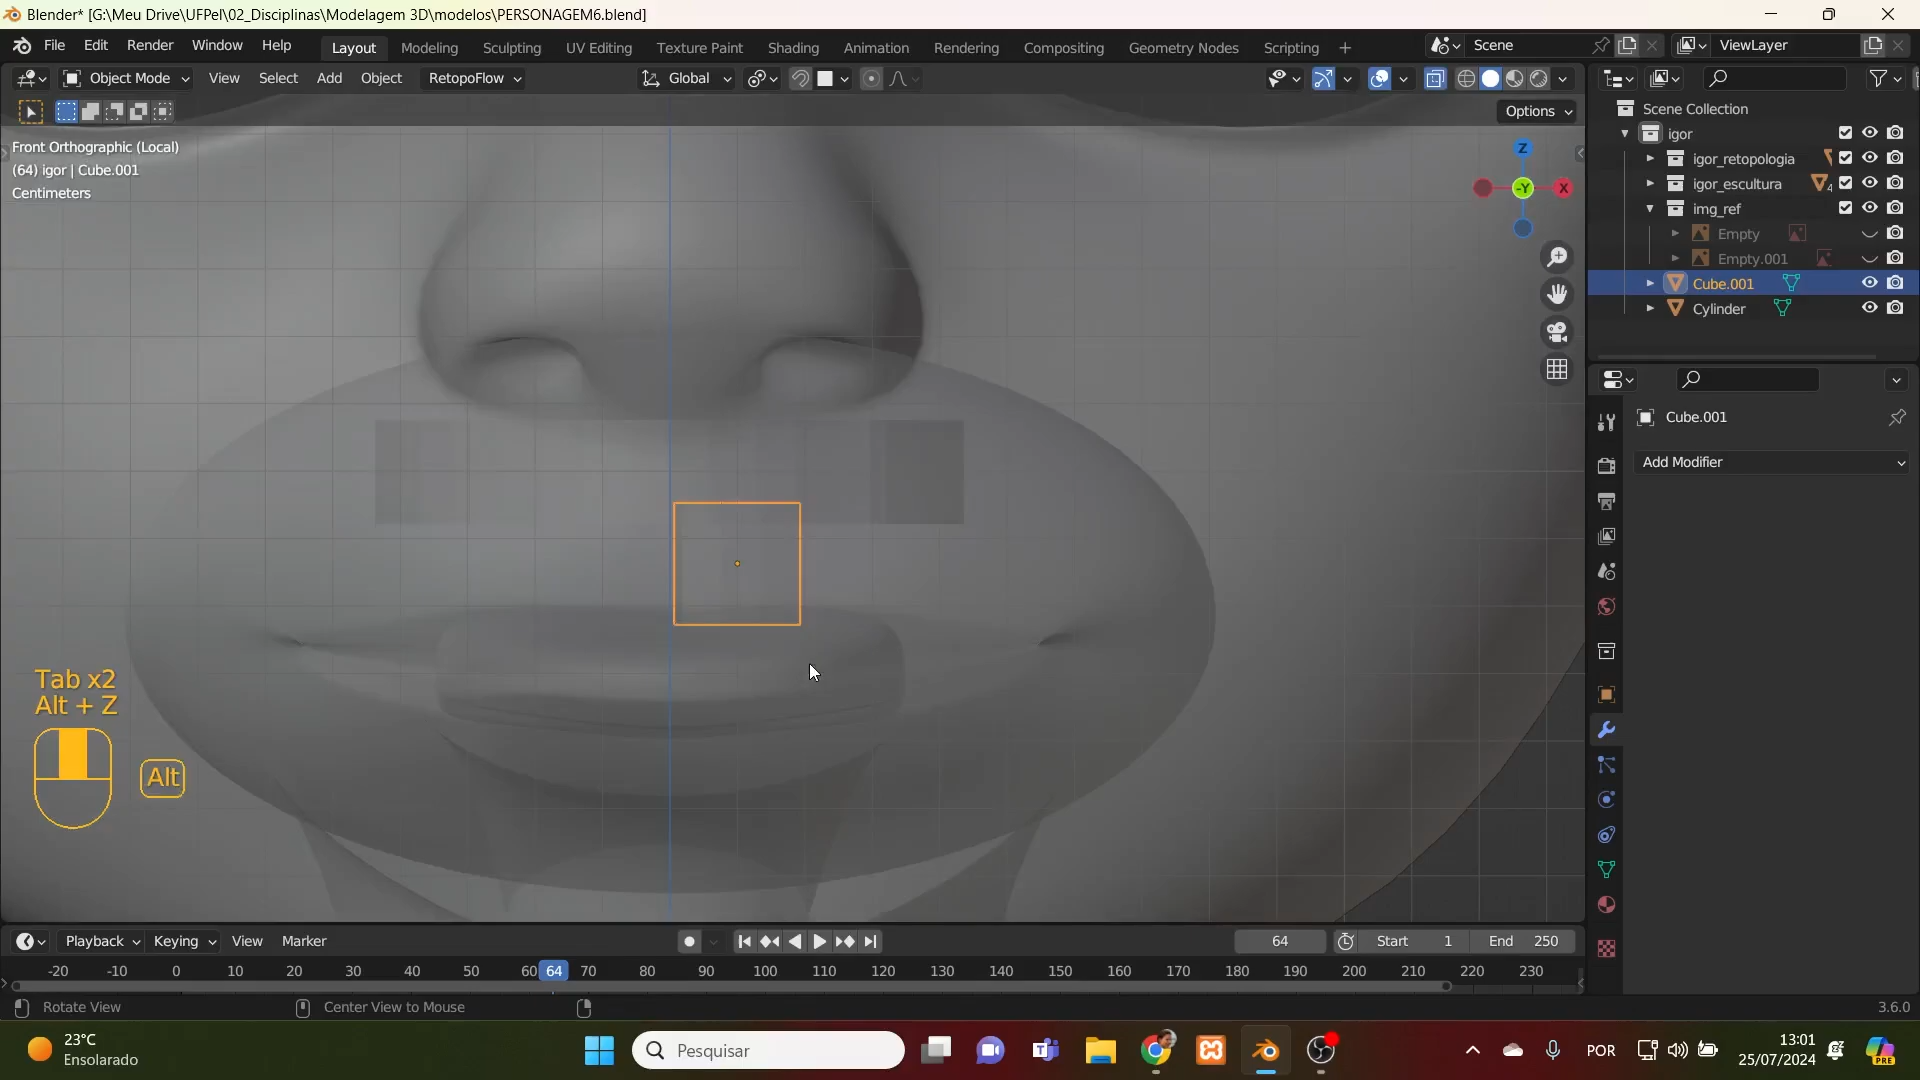 Blender* [G:\Meu Drive\UFPel\02_Disciplinas\Modelagem 3D\modelos\PERSONAGEM6.blend]
File Edit Render Window Help Layout Modeling Sculpting UV Editing Texture Paint Shading Animation Rendering Compositing Geometry Nodes Scripting + Scene ViewLayer
Object Mode View Select Add Object RetopoFlow Global
Options
Front Orthographic (Local)
(64) igor | Cube.001
Centimeters
Z
-Y X
Scene Collection
igor
igor_retopologia
igor_escultura 4
img_ref
Empty
Empty.001
Cube.001
Cylinder
Cube.001
Add Modifier
Tab x2
Alt + Z
Alt
Playback Keying View Marker 64 Start 1 End 250
-20 -10 0 10 20 30 40 50 60 64 70 80 90 100 110 120 130 140 150 160 170 180 190 200 210 220 230
Rotate View Center View to Mouse 3.6.0
23°C
Ensolarado
Pesquisar
POR
13:01
25/07/2024
PRE